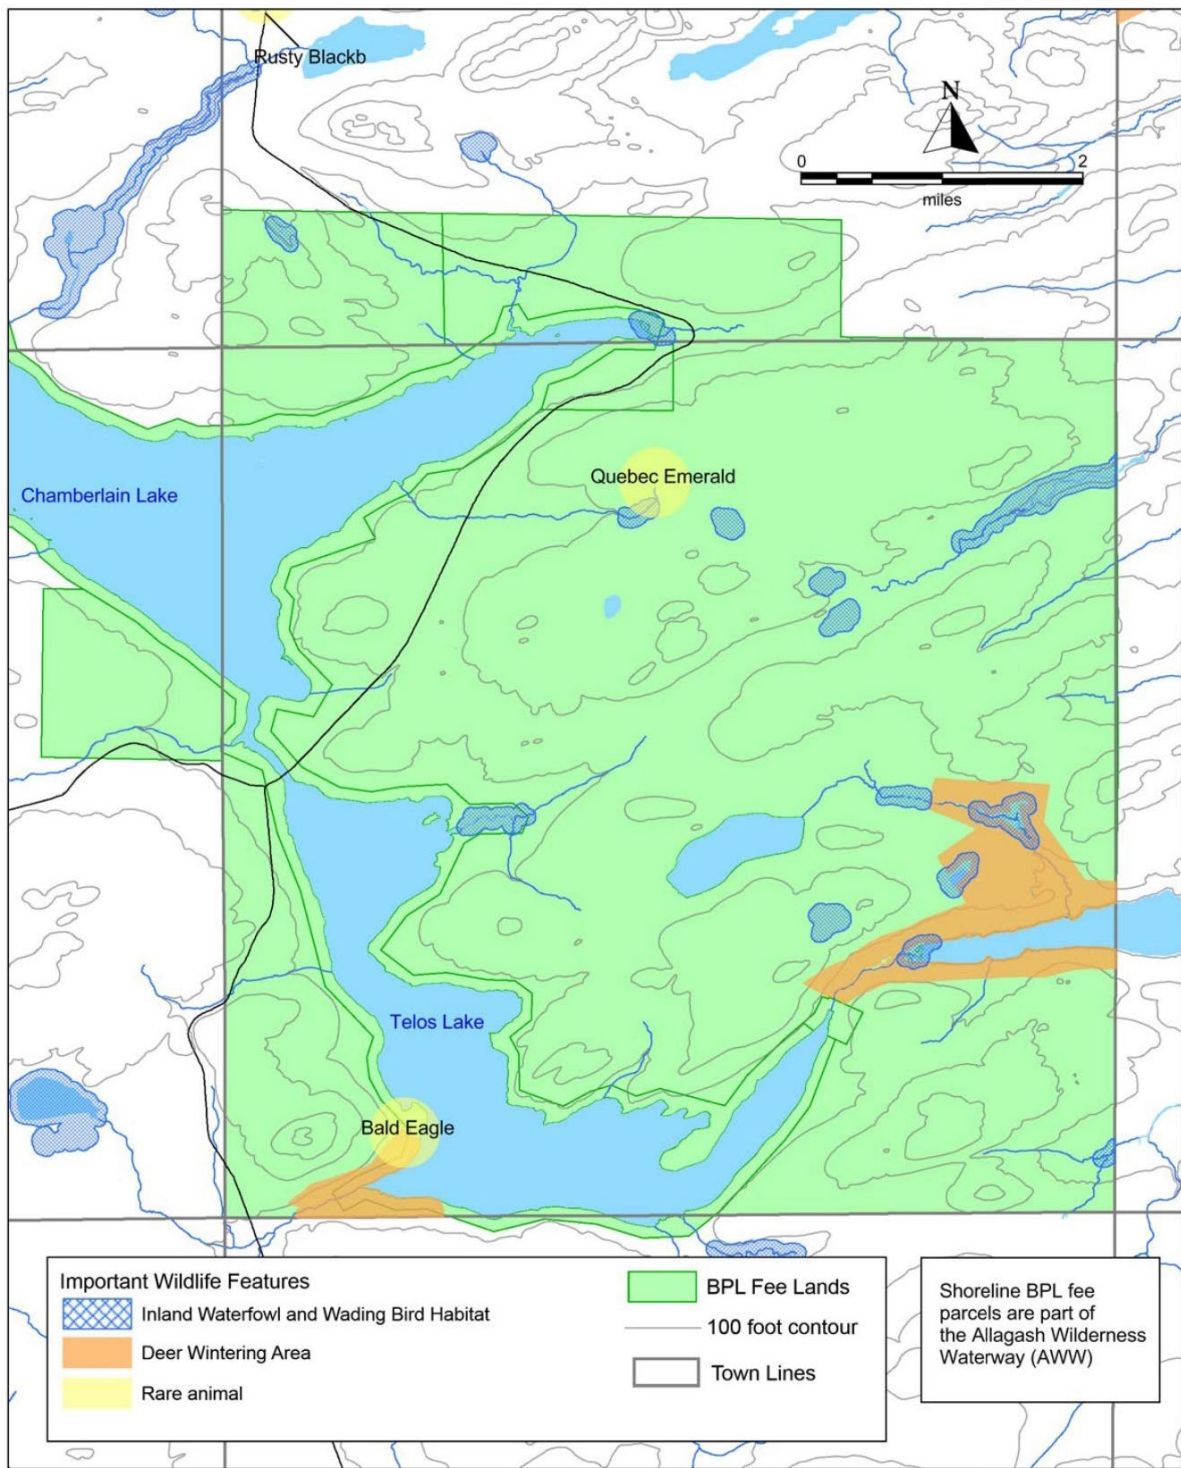 Rusty Blackb
N
0 2
miles
Quebec Emerald
Chamberlain Lake
Telos Lake
Bald Eagle
Important Wildlife Features
Inland Waterfowl and Wading Bird Habitat
Deer Wintering Area
Rare animal
BPL Fee Lands
100 foot contour
Town Lines
Shoreline BPL fee
parcels are part of
the Allagash Wilderness
Waterway (AWW)